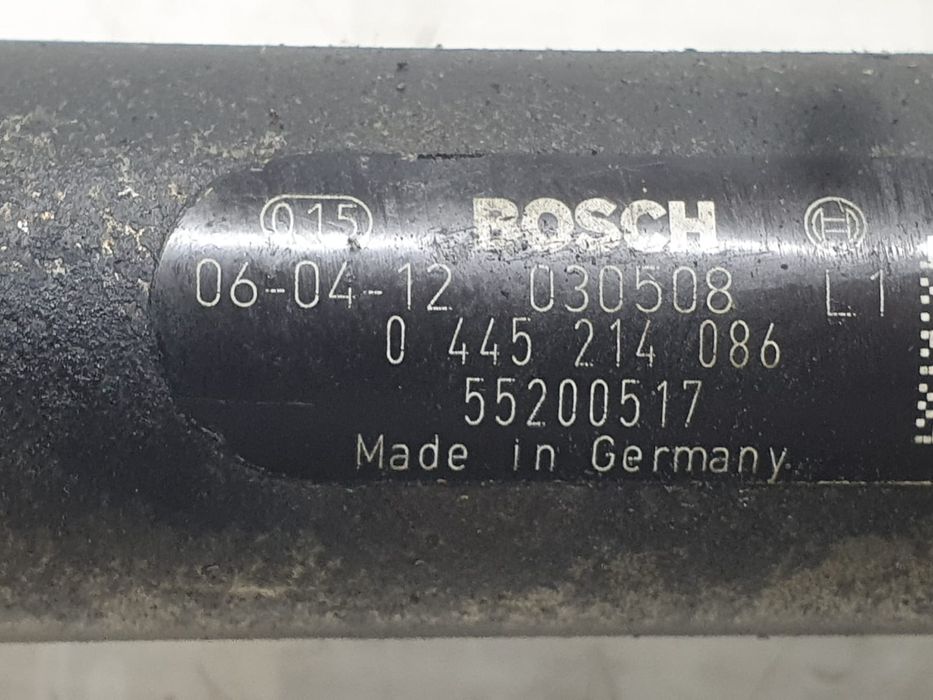 015 BOSCH
06-04-12 030508 L1
0 445 214 086
55200517
Made in Germany